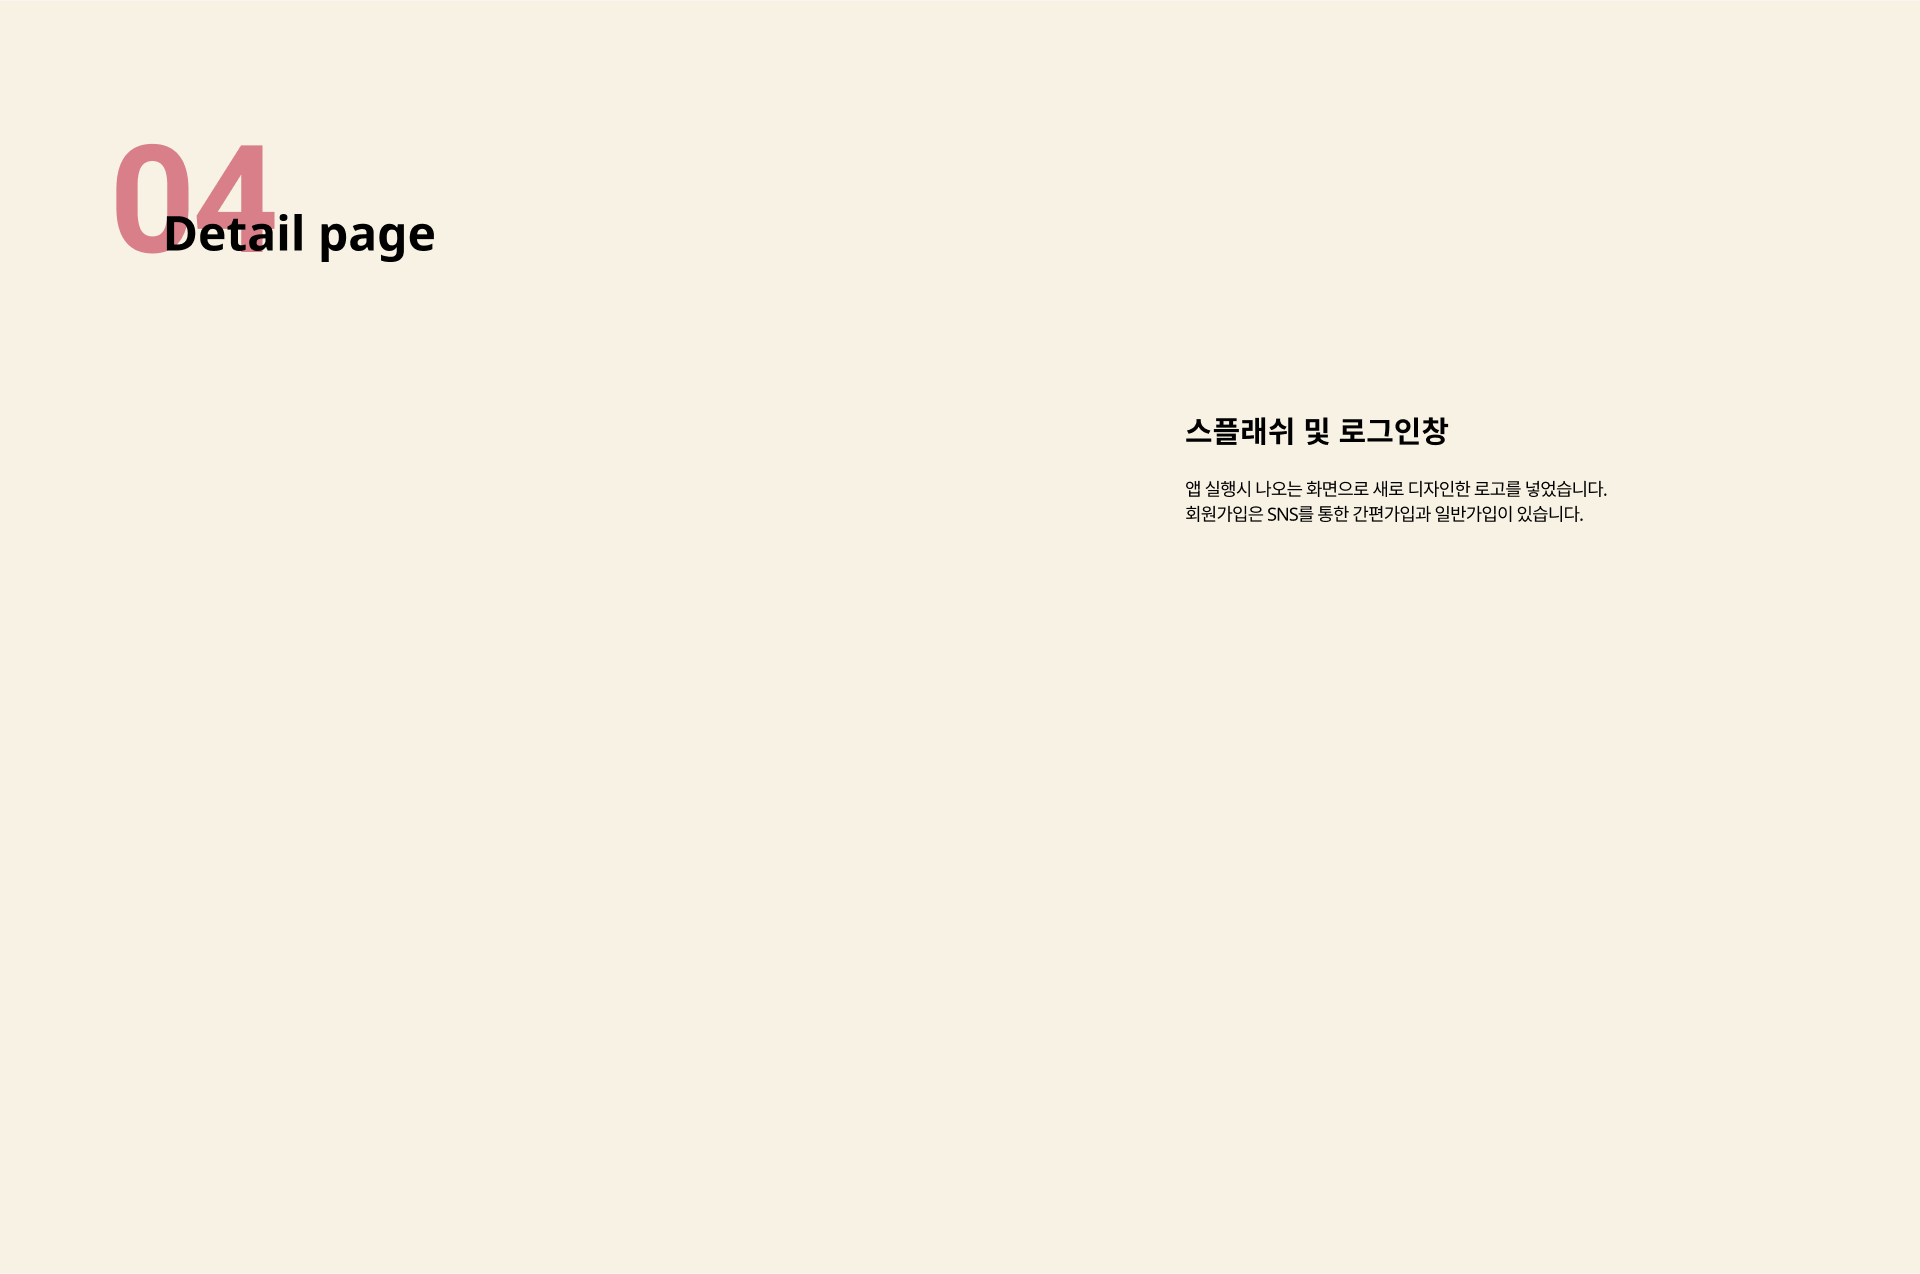 04
Detail page
스플래쉬 및 로그인창
앱 실행시 나오는 화면으로 새로 디자인한 로고를 넣었습니다.
회원가입은 SNS를 통한 간편가입과 일반가입이 있습니다.